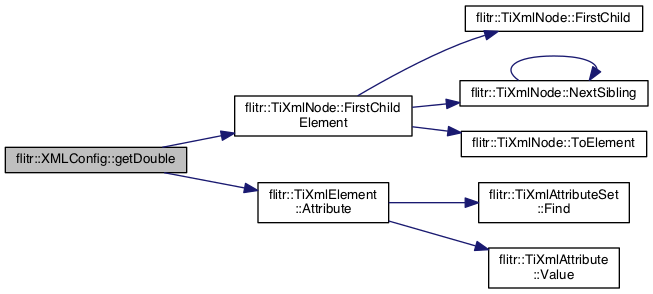 flitr::XMLConfig::getDouble
flitr::TiXmlNode::FirstChild
Element
flitr::TiXmlNode::FirstChild
flitr::TiXmlNode::NextSibling
flitr::TiXmlNode::ToElement
flitr::TiXmlElement
::Attribute
flitr::TiXmlAttributeSet
::Find
flitr::TiXmlAttribute
::Value